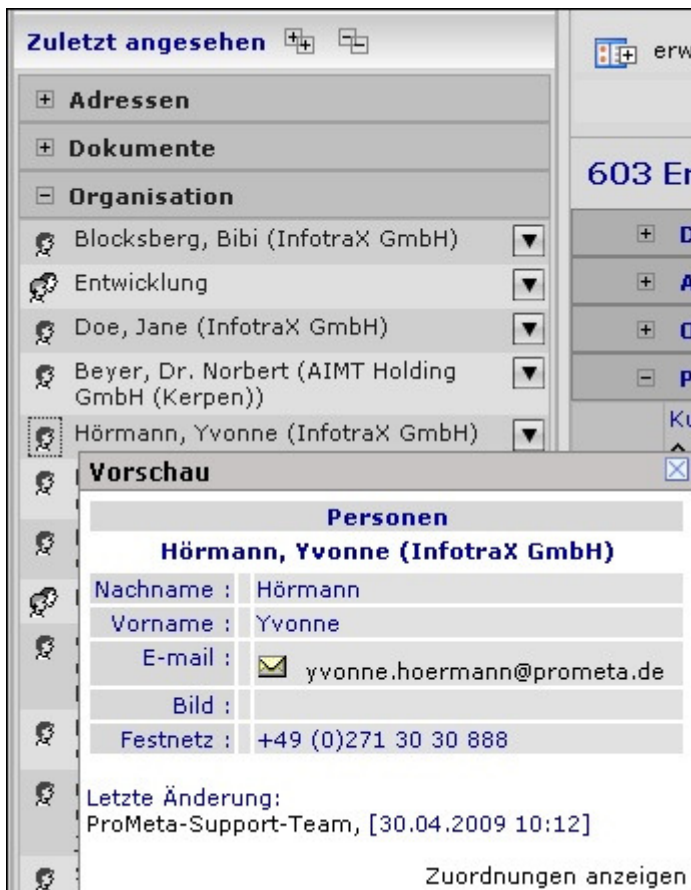 Zuletzt angesehen
Adressen
Dokumente
Organisation
Blocksberg, Bibi (InfotraX GmbH)
Entwicklung
Doe, Jane (InfotraX GmbH)
Beyer, Dr. Norbert (AIMT Holding
GmbH (Kerpen))
Hörmann, Yvonne (InfotraX GmbH)
Vorschau
Personen
Hörmann, Yvonne (InfotraX GmbH)
Nachname : Hörmann
Vorname : Yvonne
E-mail : yvonne.hoermann@prometa.de
Bild :
Festnetz : +49 (0)271 30 30 888
Letzte Änderung:
ProMeta-Support-Team, [30.04.2009 10:12]
Zuordnungen anzeigen
erw
603 Er
D
A
P
Ku